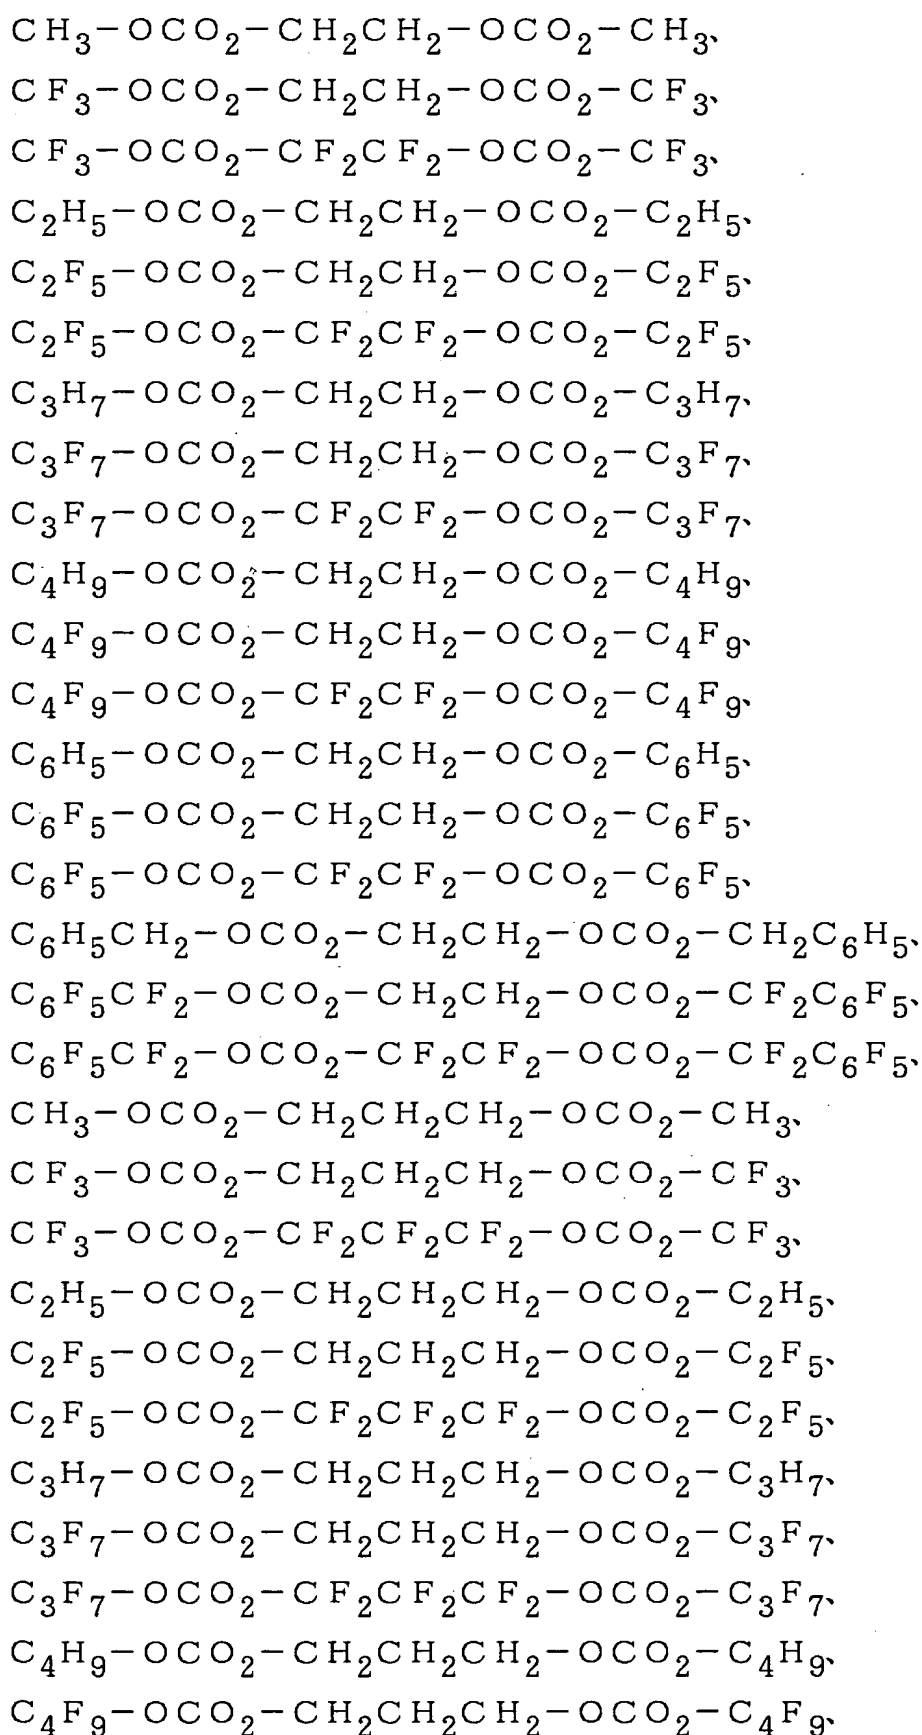 CH₃-OCO₂-CH₂CH₂-OCO₂-CH₃、
CF₃-OCO₂-CH₂CH₂-OCO₂-CF₃、
CF₃-OCO₂-CF₂CF₂-OCO₂-CF₃、
C₂H₅-OCO₂-CH₂CH₂-OCO₂-C₂H₅、
C₂F₅-OCO₂-CH₂CH₂-OCO₂-C₂F₅、
C₂F₅-OCO₂-CF₂CF₂-OCO₂-C₂F₅、
C₃H₇-OCO₂-CH₂CH₂-OCO₂-C₃H₇、
C₃F₇-OCO₂-CH₂CH₂-OCO₂-C₃F₇、
C₃F₇-OCO₂-CF₂CF₂-OCO₂-C₃F₇、
C₄H₉-OCO₂-CH₂CH₂-OCO₂-C₄H₉、
C₄F₉-OCO₂-CH₂CH₂-OCO₂-C₄F₉、
C₄F₉-OCO₂-CF₂CF₂-OCO₂-C₄F₉、
C₆H₅-OCO₂-CH₂CH₂-OCO₂-C₆H₅、
C₆F₅-OCO₂-CH₂CH₂-OCO₂-C₆F₅、
C₆F₅-OCO₂-CF₂CF₂-OCO₂-C₆F₅、
C₆H₅CH₂-OCO₂-CH₂CH₂-OCO₂-CH₂C₆H₅、
C₆F₅CF₂-OCO₂-CH₂CH₂-OCO₂-CF₂C₆F₅、
C₆F₅CF₂-OCO₂-CF₂CF₂-OCO₂-CF₂C₆F₅、
CH₃-OCO₂-CH₂CH₂CH₂-OCO₂-CH₃、
CF₃-OCO₂-CH₂CH₂CH₂-OCO₂-CF₃、
CF₃-OCO₂-CF₂CF₂CF₂-OCO₂-CF₃、
C₂H₅-OCO₂-CH₂CH₂CH₂-OCO₂-C₂H₅、
C₂F₅-OCO₂-CH₂CH₂CH₂-OCO₂-C₂F₅、
C₂F₅-OCO₂-CF₂CF₂CF₂-OCO₂-C₂F₅、
C₃H₇-OCO₂-CH₂CH₂CH₂-OCO₂-C₃H₇、
C₃F₇-OCO₂-CH₂CH₂CH₂-OCO₂-C₃F₇、
C₃F₇-OCO₂-CF₂CF₂CF₂-OCO₂-C₃F₇、
C₄H₉-OCO₂-CH₂CH₂CH₂-OCO₂-C₄H₉、
C₄F₉-OCO₂-CH₂CH₂CH₂-OCO₂-C₄F₉、